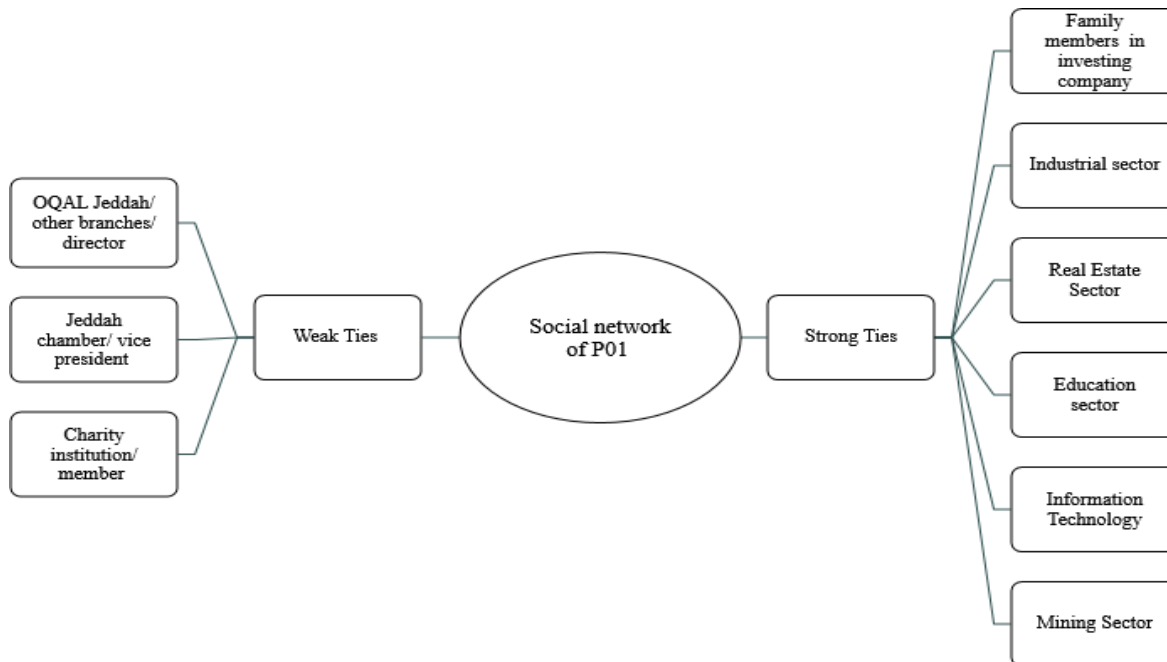 OQAL Jeddah/
other branches/
director
Jeddah
chamber/ vice
president
Charity
institution/
member
Weak Ties
Social network
of P01
Strong Ties
Family
members in
investing
company
Industrial sector
Real Estate
Sector
Education
sector
Information
Technology
Mining Sector